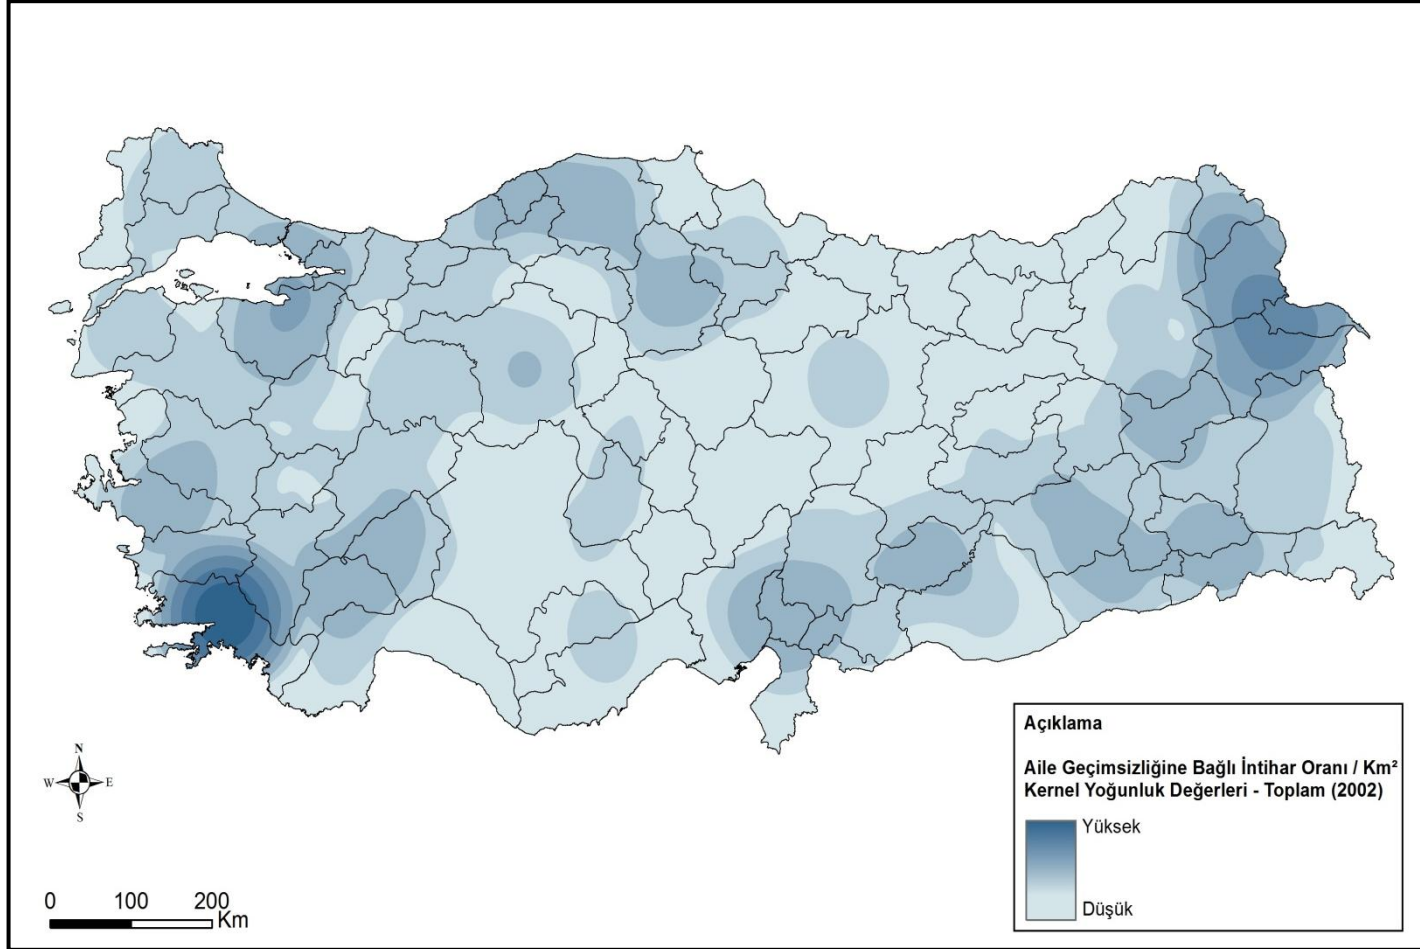 N
W E
S
0 100 200
Km
Açıklama
Aile Geçimsizliğine Bağlı İntihar Oranı / Km²
Kernel Yoğunluk Değerleri - Toplam (2002)
Yüksek
Düşük